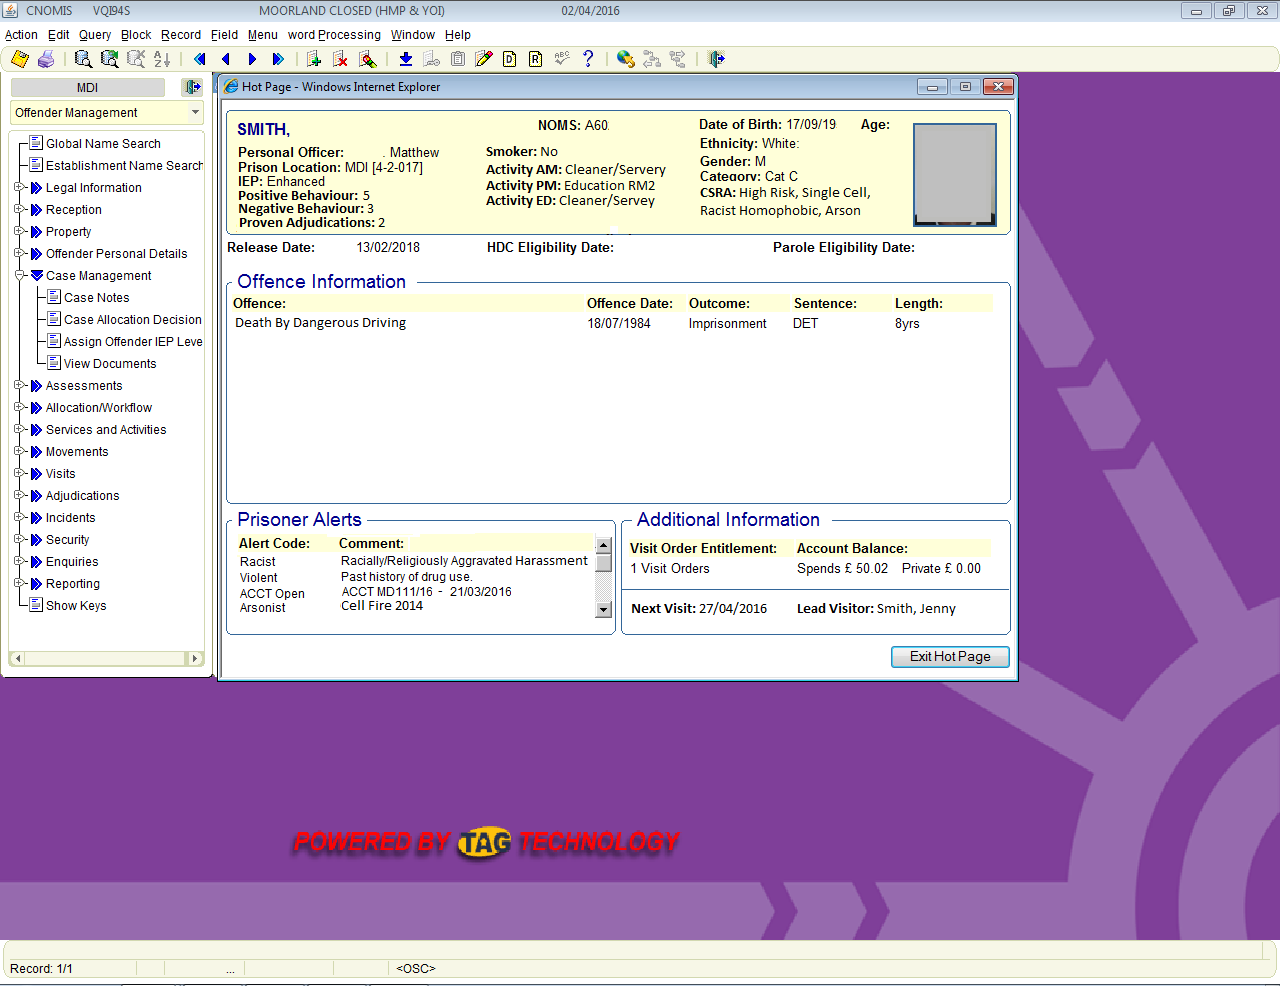 CNOMIS VQI94S MOORLAND CLOSED (HMP & YOI) 02/04/2016
Action Edit Query Block Record Field Menu word Processing Window Help
MDI
Offender Management
Global Name Search
Establishment Name Search
Legal Information
Reception
Property
Offender Personal Details
Case Management
Case Notes
Case Allocation Decision
Assign Offender IEP Leve
View Documents
Assessments
Allocation/Workflow
Services and Activities
Movements
Visits
Adjudications
Incidents
Security
Enquiries
Reporting
Show Keys
Hot Page - Windows Internet Explorer
SMITH, NOMS: A60 Date of Birth: 17/09/19 Age:
Ethnicity: White:
Personal Officer: . Matthew Smoker: No
Gender: M
Prison Location: MDI [4-2-017] Activity AM: Cleaner/Servery
Category: Cat C
IEP: Enhanced Activity PM: Education RM2
Positive Behaviour: 5 Activity ED: Cleaner/Servey CSRA: High Risk, Single Cell,
Negative Behaviour: 3 Racist Homophobic, Arson
Proven Adjudications: 2
Release Date: 13/02/2018 HDC Eligibility Date: Parole Eligibility Date:
Offence Information
Offence: Offence Date: Outcome: Sentence: Length:
Death By Dangerous Driving 18/07/1984 Imprisonment DET 8yrs
Prisoner Alerts
Alert Code: Comment:
Racist Racially/Religiously Aggravated Harassment
Violent Past history of drug use.
ACCT Open ACCT MD111/16 - 21/03/2016
Arsonist Cell Fire 2014
Additional Information
Visit Order Entitlement: Account Balance:
1 Visit Orders Spends £ 50.02 Private £ 0.00
Next Visit: 27/04/2016 Lead Visitor: Smith, Jenny
Exit Hot Page
POWERED BY TAG TECHNOLOGY
Record: 1/1 ... <OSC>